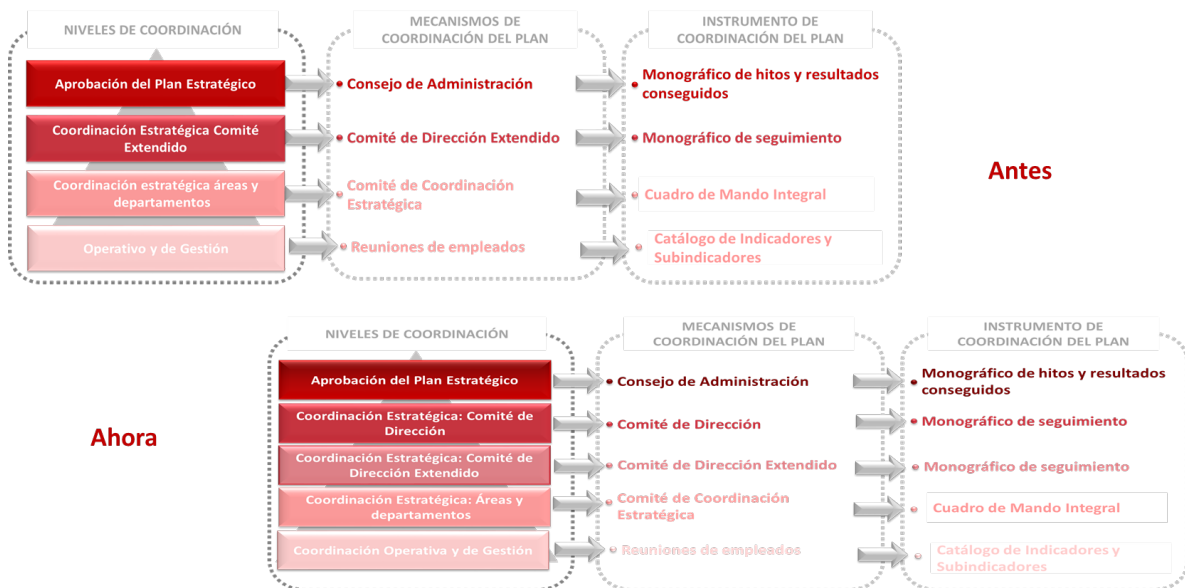 NIVELES DE COORDINACIÓN
MECANISMOS DE
COORDINACIÓN DEL PLAN
INSTRUMENTO DE
COORDINACIÓN DEL PLAN
Aprobación del Plan Estratégico
Consejo de Administración
Monográfico de hitos y resultados
conseguidos
Coordinación Estratégica Comité
Extendido
Comité de Dirección Extendido
Monográfico de seguimiento
Coordinación estratégica áreas y
departamentos
Comité de Coordinación
Estratégica
Cuadro de Mando Integral
Operativo y de Gestión
Reuniones de empleados
Catálogo de Indicadores y
Subindicadores
Antes
Ahora
NIVELES DE COORDINACIÓN
MECANISMOS DE
COORDINACIÓN DEL PLAN
INSTRUMENTO DE
COORDINACIÓN DEL PLAN
Aprobación del Plan Estratégico
Consejo de Administración
Monográfico de hitos y resultados
conseguidos
Coordinación Estratégica: Comité de
Dirección
Comité de Dirección
Monográfico de seguimiento
Coordinación Estratégica: Comité de
Dirección Extendido
Comité de Dirección Extendido
Monográfico de seguimiento
Coordinación Estratégica: Áreas y
departamentos
Comité de Coordinación
Estratégica
Cuadro de Mando Integral
Coordinación Operativa y de Gestión
Reuniones de empleados
Catálogo de Indicadores y
Subindicadores